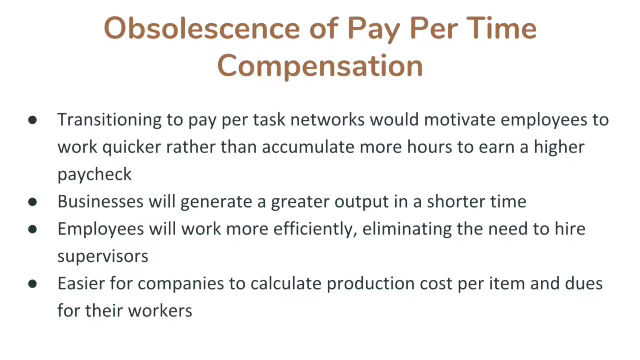 Obsolescence of Pay Per Time
Compensation
● Transitioning to pay per task networks would motivate employees to
work quicker rather than accumulate more hours to earn a higher
paycheck
● Businesses will generate a greater output in a shorter time
● Employees will work more efficiently, eliminating the need to hire
supervisors
● Easier for companies to calculate production cost per item and dues
for their workers